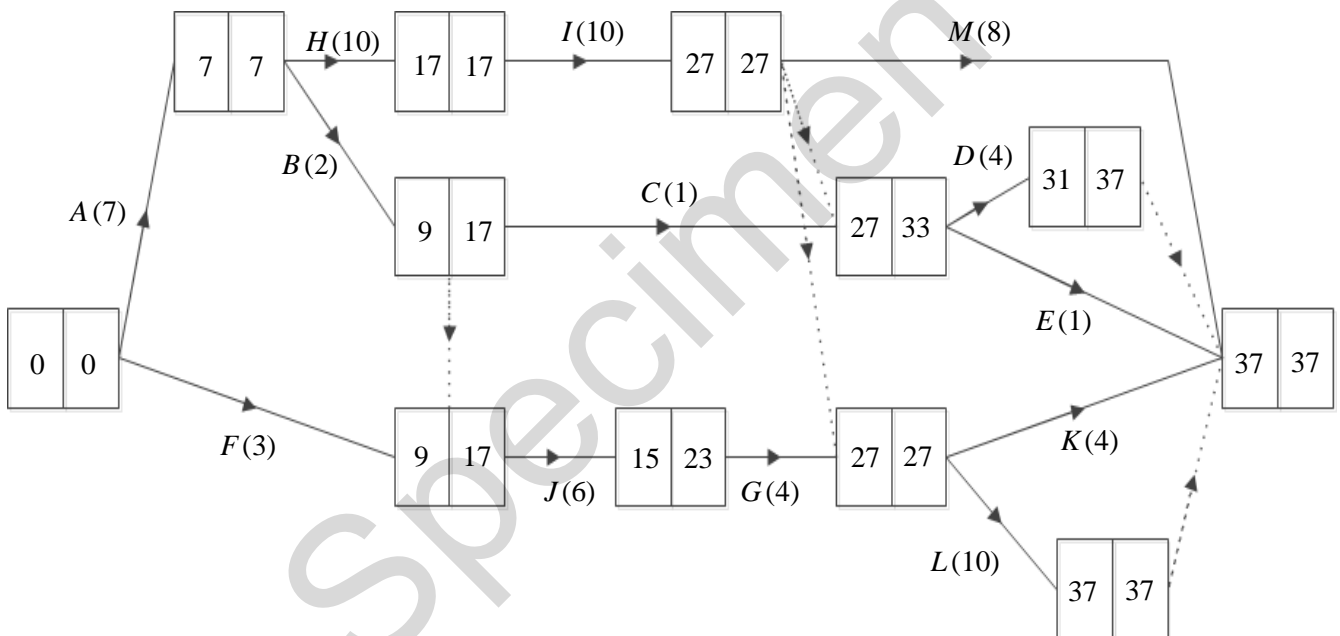 7 7
H(10)
17 17
I(10)
27 27
M(8)
A(7)
B(2)
9 17
C(1)
27 33
D(4)
31 37
E(1)
0 0
37 37
F(3)
9 17
J(6)
15 23
G(4)
27 27
K(4)
L(10)
37 37
Specimen